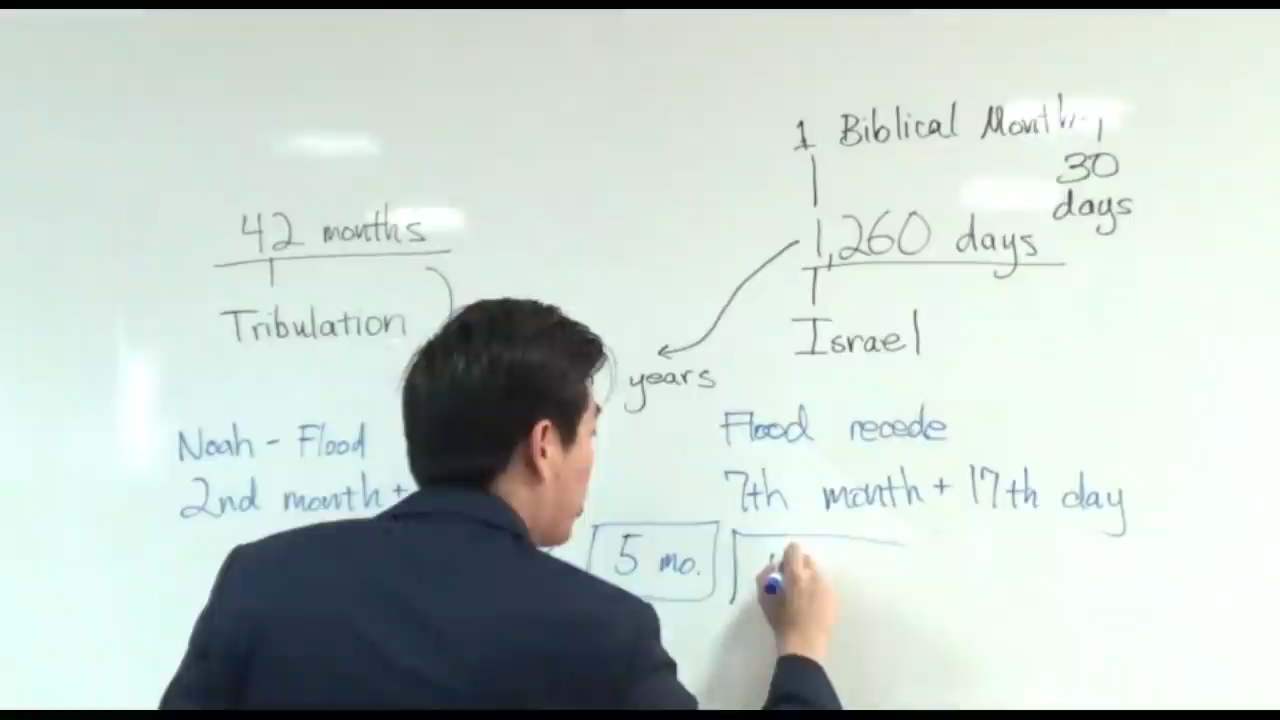 1 Biblical Month
30
days
42 months
1,260 days
Tribulation
Israel
years
Noah - Flood
Flood recede
2nd month +
7th month + 17th day
5 mo.